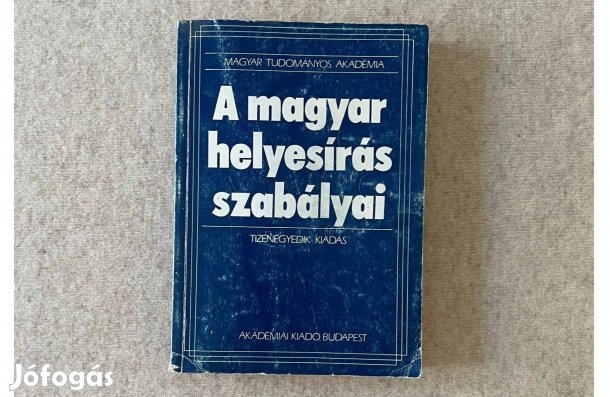 MAGYAR TUDOMÁNYOS AKADÉMIA
A magyar
helyesírás
szabályai
TIZENEGYEDIK KIADÁS
AKADÉMIAI KIADÓ, BUDAPEST
Jófogás